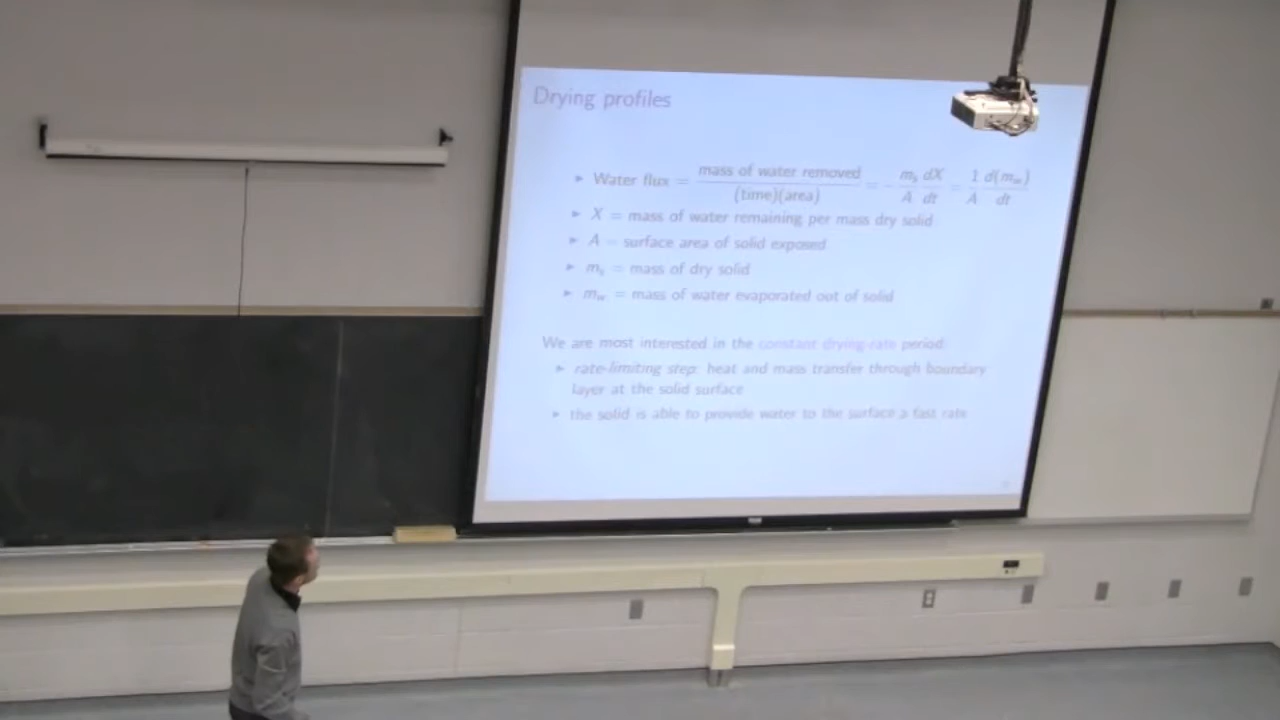 Drying profiles
▸ Water flux = mass of water removed / (time)(area) = - m_s/A dX/dt = 1/A d(m_w)/dt
▸ X = mass of water remaining per mass dry solid
▸ A = surface area of solid exposed
▸ m_s = mass of dry solid
▸ m_w = mass of water evaporated out of solid
We are most interested in the constant drying-rate period:
▸ rate-limiting step: heat and mass transfer through boundary
layer at the solid surface
▸ the solid is able to provide water to the surface a fast rate